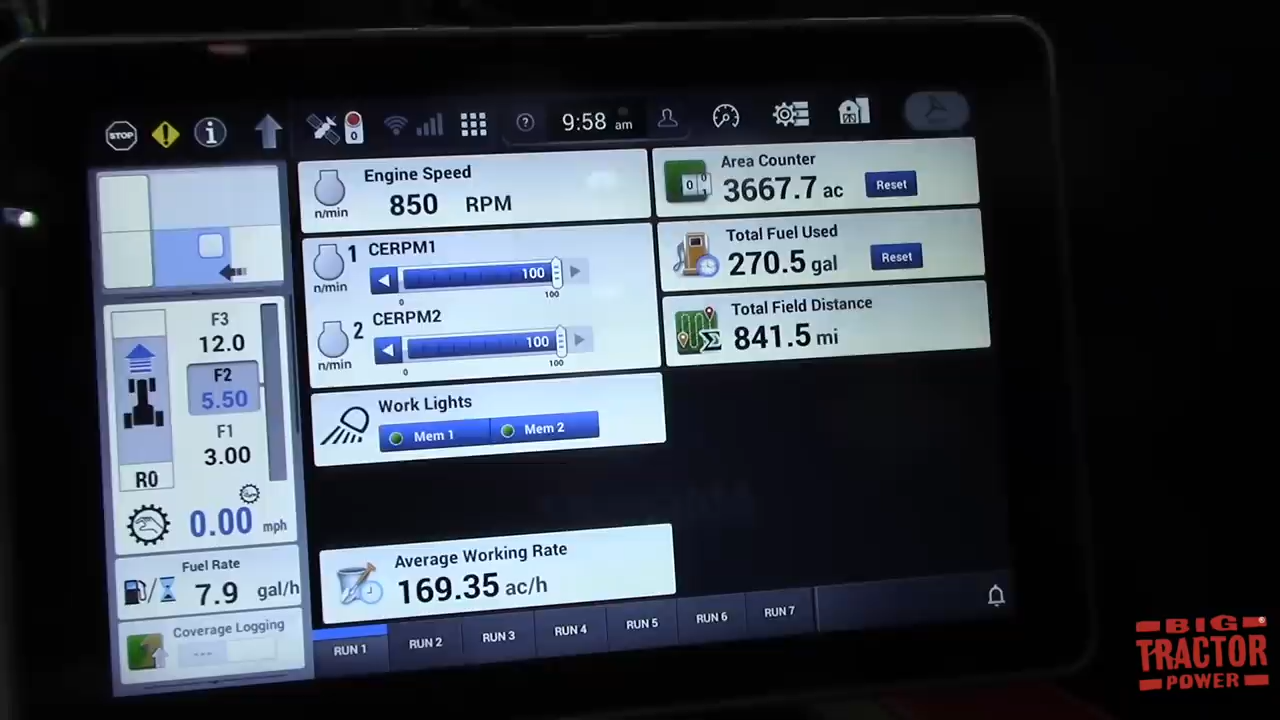 STOP
0
9:58 am
F3
12.0
F2
5.50
F1
3.00
R0
0.00 mph
Fuel Rate
7.9 gal/h
Coverage Logging
---
Engine Speed
n/min
850 RPM
1
CERPM1
n/min
100
0
100
2
CERPM2
n/min
100
0
100
Work Lights
Mem 1
Mem 2
Average Working Rate
169.35 ac/h
Area Counter
0 0 1
3667.7 ac
Reset
Total Fuel Used
270.5 gal
Reset
Total Field Distance
841.5 mi
RUN 1
RUN 2
RUN 3
RUN 4
RUN 5
RUN 6
RUN 7
BIG
TRACTOR
POWER